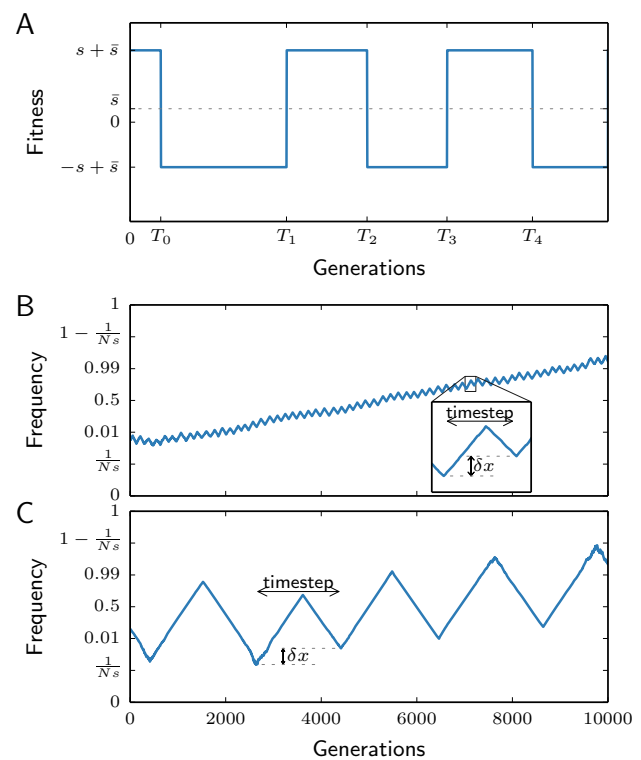 A
Fitness
s + s̄
s̄
0
−s + s̄
0 T₀ T₁ T₂ T₃ T₄
Generations
B
Frequency
1
1 − 1/Ns
0.99
0.5
0.01
1/Ns
0
timestep
δx
C
Frequency
1 − 1/Ns
0.99
0.5
0.01
1/Ns
0
timestep
δx
0 2000 4000 6000 8000 10000
Generations